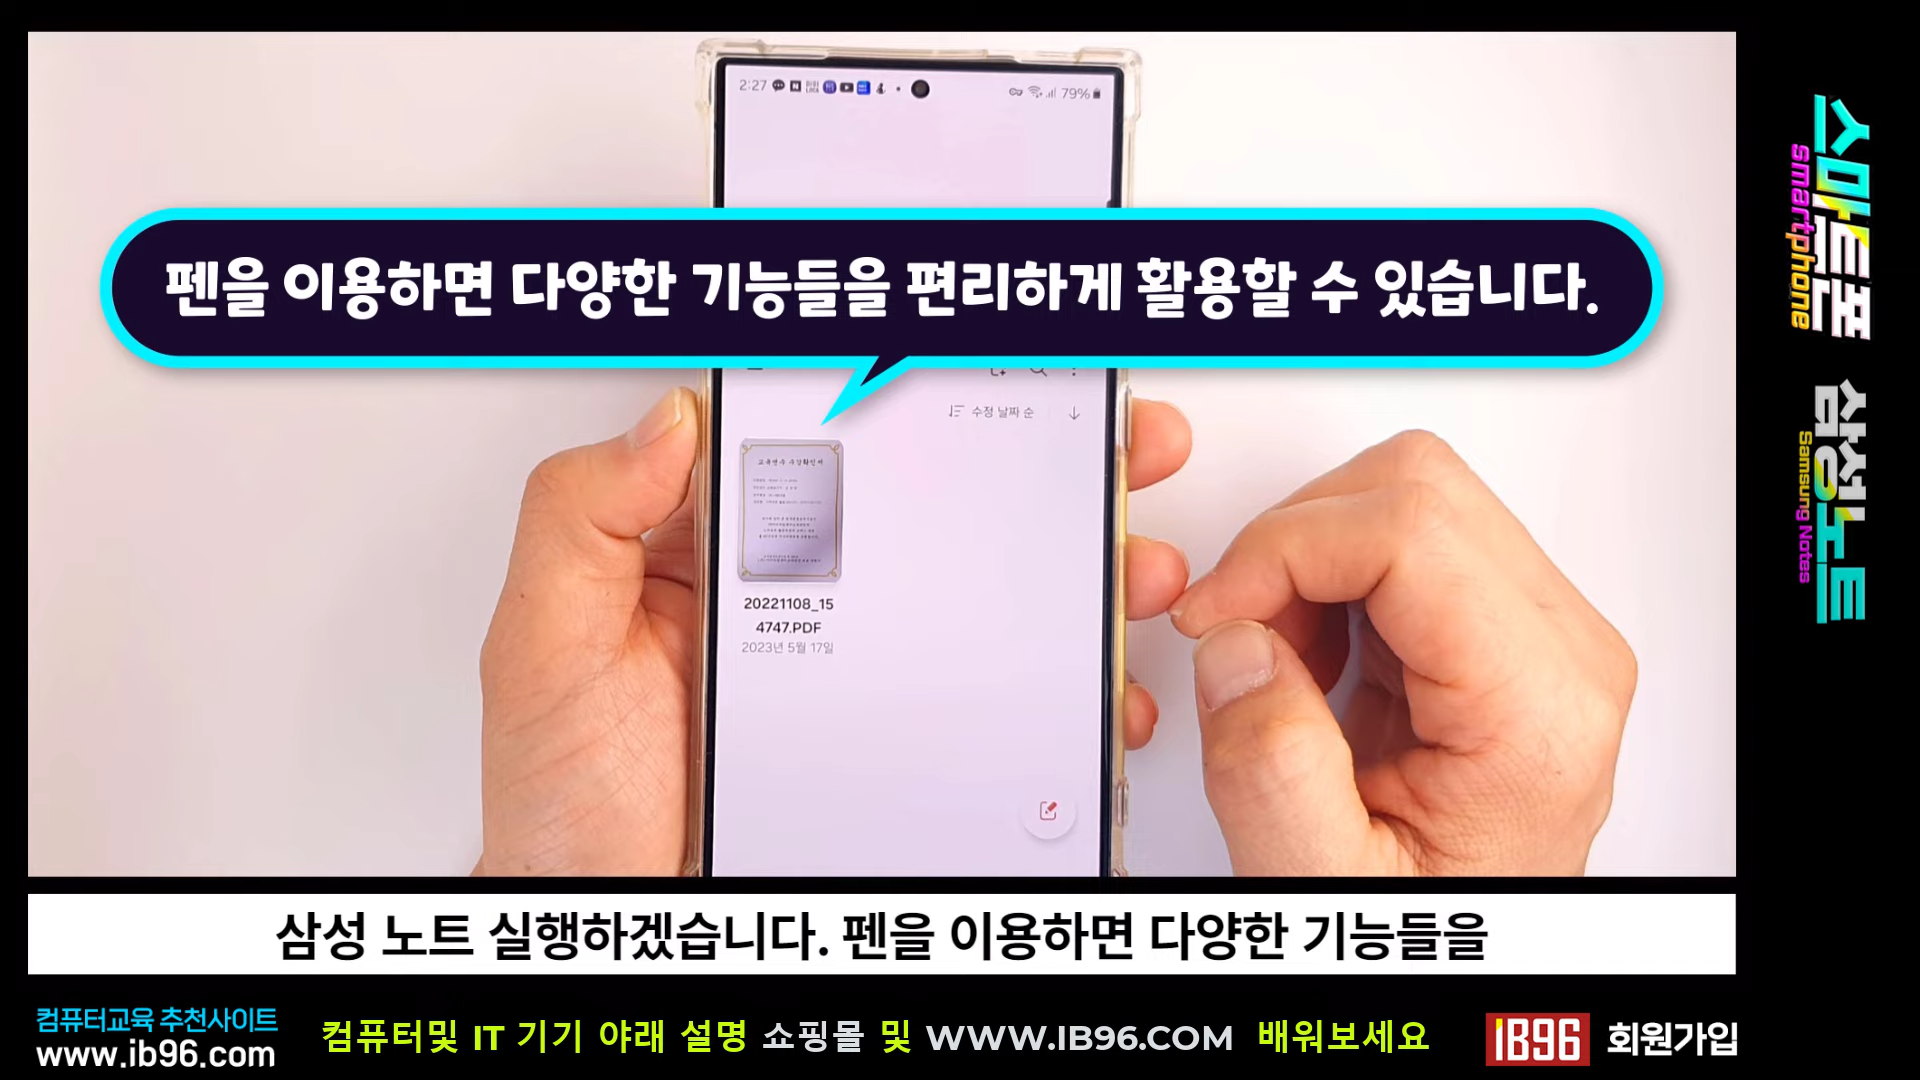 2:27
79%
펜을 이용하면 다양한 기능들을 편리하게 활용할 수 있습니다.
수정 날짜 순
20221108_15
4747.PDF
2023년 5월 17일
스마트폰
smartphone
삼성노트
Samsung Notes
삼성 노트 실행하겠습니다. 펜을 이용하면 다양한 기능들을
컴퓨터교육 추천사이트
www.ib96.com
컴퓨터및 IT 기기 아래 설명 쇼핑몰 및 WWW.IB96.COM 배워보세요
IB96 회원가입